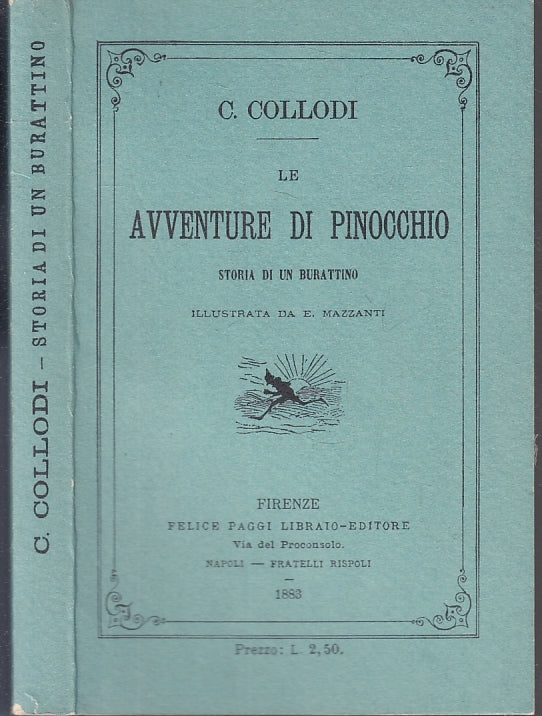 C. COLLODI – STORIA DI UN BURATTINO
C. COLLODI
LE
AVVENTURE DI PINOCCHIO
STORIA DI UN BURATTINO
ILLUSTRATA DA E. MAZZANTI
FIRENZE
FELICE PAGGI LIBRAIO-EDITORE
Via del Proconsolo.
NAPOLI — FRATELLI RISPOLI
1883
Prezzo: L. 2,50.